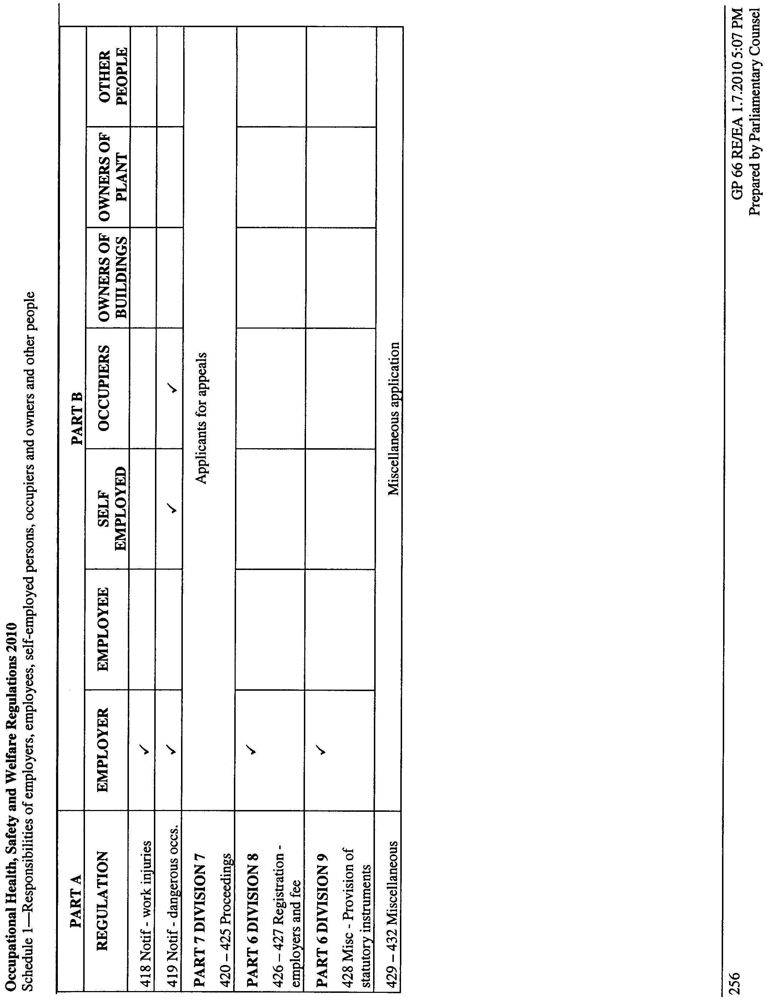 Occupational Health, Safety and Welfare Regulations 2010
Schedule 1—Responsibilities of employers, employees, self-employed persons, occupiers and owners and other people
PART A
PART B
REGULATION
EMPLOYER
EMPLOYEE
SELF
EMPLOYED
OCCUPIERS
OWNERS OF
BUILDINGS
OWNERS OF
PLANT
OTHER
PEOPLE
418 Notif - work injuries
✓
419 Notif - dangerous occs.
✓
✓
✓
PART 7 DIVISION 7
420 – 425 Proceedings
Applicants for appeals
PART 6 DIVISION 8
426 – 427 Registration -
employers and fee
✓
PART 6 DIVISION 9
428 Misc - Provision of
statutory instruments
✓
429 – 432 Miscellaneous
Miscellaneous application
256
GP 66 RE/EA 1.7.2010 5:07 PM
Prepared by Parliamentary Counsel